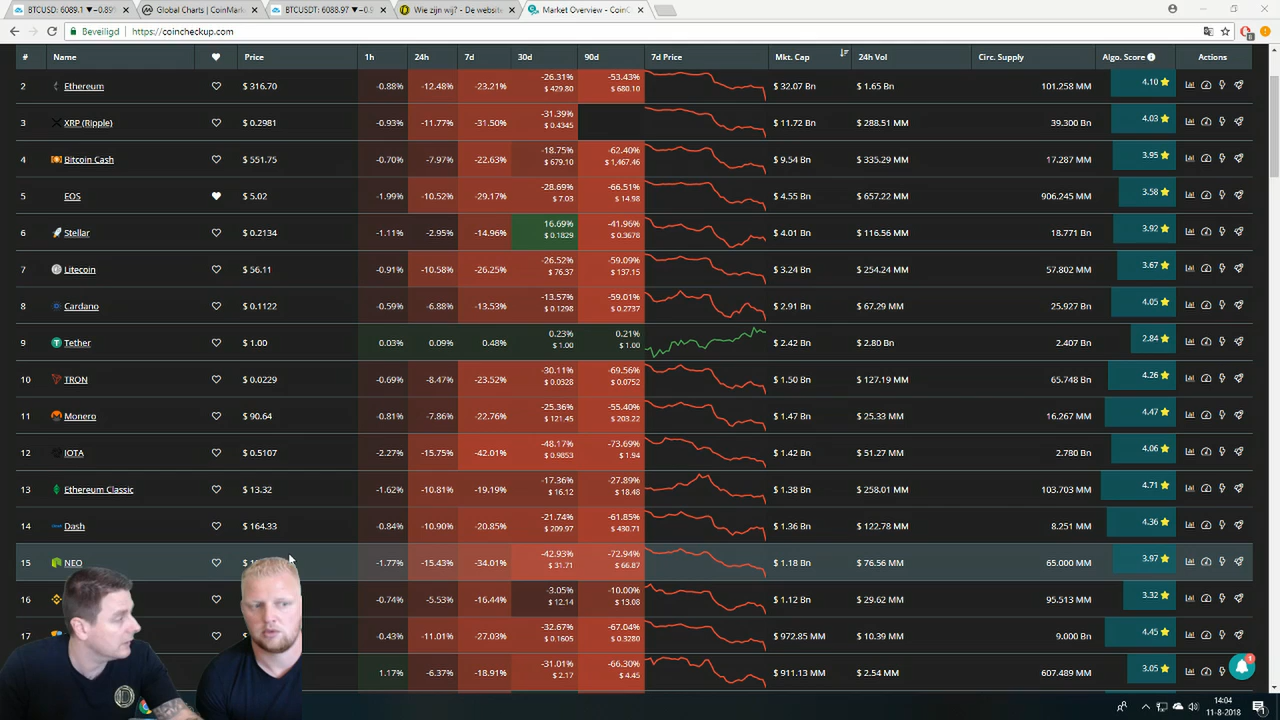 BTCUSDT: 6089.1 ▼−0.89
Global Charts | CoinMark
BTCUSDT: 6088.97 ▼−0.9
Wie zijn wij? - De website
Market Overview - CoinC
Beveiligd | https://coincheckup.com
# Name Price 1h 24h 7d 30d 90d 7d Price Mkt. Cap 24h Vol Circ. Supply Algo. Score Actions
2 Ethereum $ 316.70 -0.88% -12.48% -23.21% -26.31% $ 429.80 -53.43% $ 680.10 $ 32.07 Bn $ 1.65 Bn 101.258 MM 4.10
3 XRP (Ripple) $ 0.2981 -0.93% -11.77% -31.50% -31.39% $ 0.4345 $ 11.72 Bn $ 288.51 MM 39.300 Bn 4.03
4 Bitcoin Cash $ 551.75 -0.70% -7.97% -22.63% -18.75% $ 679.10 -62.40% $ 1,467.46 $ 9.54 Bn $ 335.29 MM 17.287 MM 3.95
5 EOS $ 5.02 -1.99% -10.52% -29.17% -28.69% $ 7.03 -66.51% $ 14.98 $ 4.55 Bn $ 657.22 MM 906.245 MM 3.58
6 Stellar $ 0.2134 -1.11% -2.95% -14.96% 16.69% $ 0.1829 -41.96% $ 0.3678 $ 4.01 Bn $ 116.56 MM 18.771 Bn 3.92
7 Litecoin $ 56.11 -0.91% -10.58% -26.25% -26.52% $ 76.37 -59.09% $ 137.15 $ 3.24 Bn $ 254.24 MM 57.802 MM 3.67
8 Cardano $ 0.1122 -0.59% -6.88% -13.53% -13.57% $ 0.1298 -59.01% $ 0.2737 $ 2.91 Bn $ 67.29 MM 25.927 Bn 4.05
9 Tether $ 1.00 0.03% 0.09% 0.48% 0.23% $ 1.00 0.21% $ 1.00 $ 2.42 Bn $ 2.80 Bn 2.407 Bn 2.84
10 TRON $ 0.0229 -0.69% -8.47% -23.52% -30.11% $ 0.0328 -69.56% $ 0.0752 $ 1.50 Bn $ 127.19 MM 65.748 Bn 4.26
11 Monero $ 90.64 -0.81% -7.86% -22.76% -25.36% $ 121.45 -55.40% $ 203.22 $ 1.47 Bn $ 25.33 MM 16.267 MM 4.47
12 IOTA $ 0.5107 -2.27% -15.75% -42.01% -48.17% $ 0.9853 -73.69% $ 1.94 $ 1.42 Bn $ 51.27 MM 2.780 Bn 4.06
13 Ethereum Classic $ 13.32 -1.62% -10.81% -19.19% -17.36% $ 16.12 -27.89% $ 18.48 $ 1.38 Bn $ 258.01 MM 103.703 MM 4.71
14 Dash $ 164.33 -0.84% -10.90% -20.85% -21.74% $ 209.97 -61.85% $ 430.71 $ 1.36 Bn $ 122.78 MM 8.251 MM 4.36
15 NEO -1.77% -15.43% -34.01% -42.93% $ 31.71 -72.94% $ 66.87 $ 1.18 Bn $ 76.56 MM 65.000 MM 3.97
16 -0.74% -5.53% -16.44% -3.05% $ 12.14 -10.00% $ 13.08 $ 1.12 Bn $ 29.62 MM 95.513 MM 3.32
17 -0.43% -11.01% -27.03% -32.67% $ 0.1605 -67.04% $ 0.3280 $ 972.85 MM $ 10.39 MM 9.000 Bn 4.45
1.17% -6.37% -18.91% -31.01% $ 2.17 -66.30% $ 4.45 $ 911.13 MM $ 2.54 MM 607.489 MM 3.05
14:04
11-8-2018